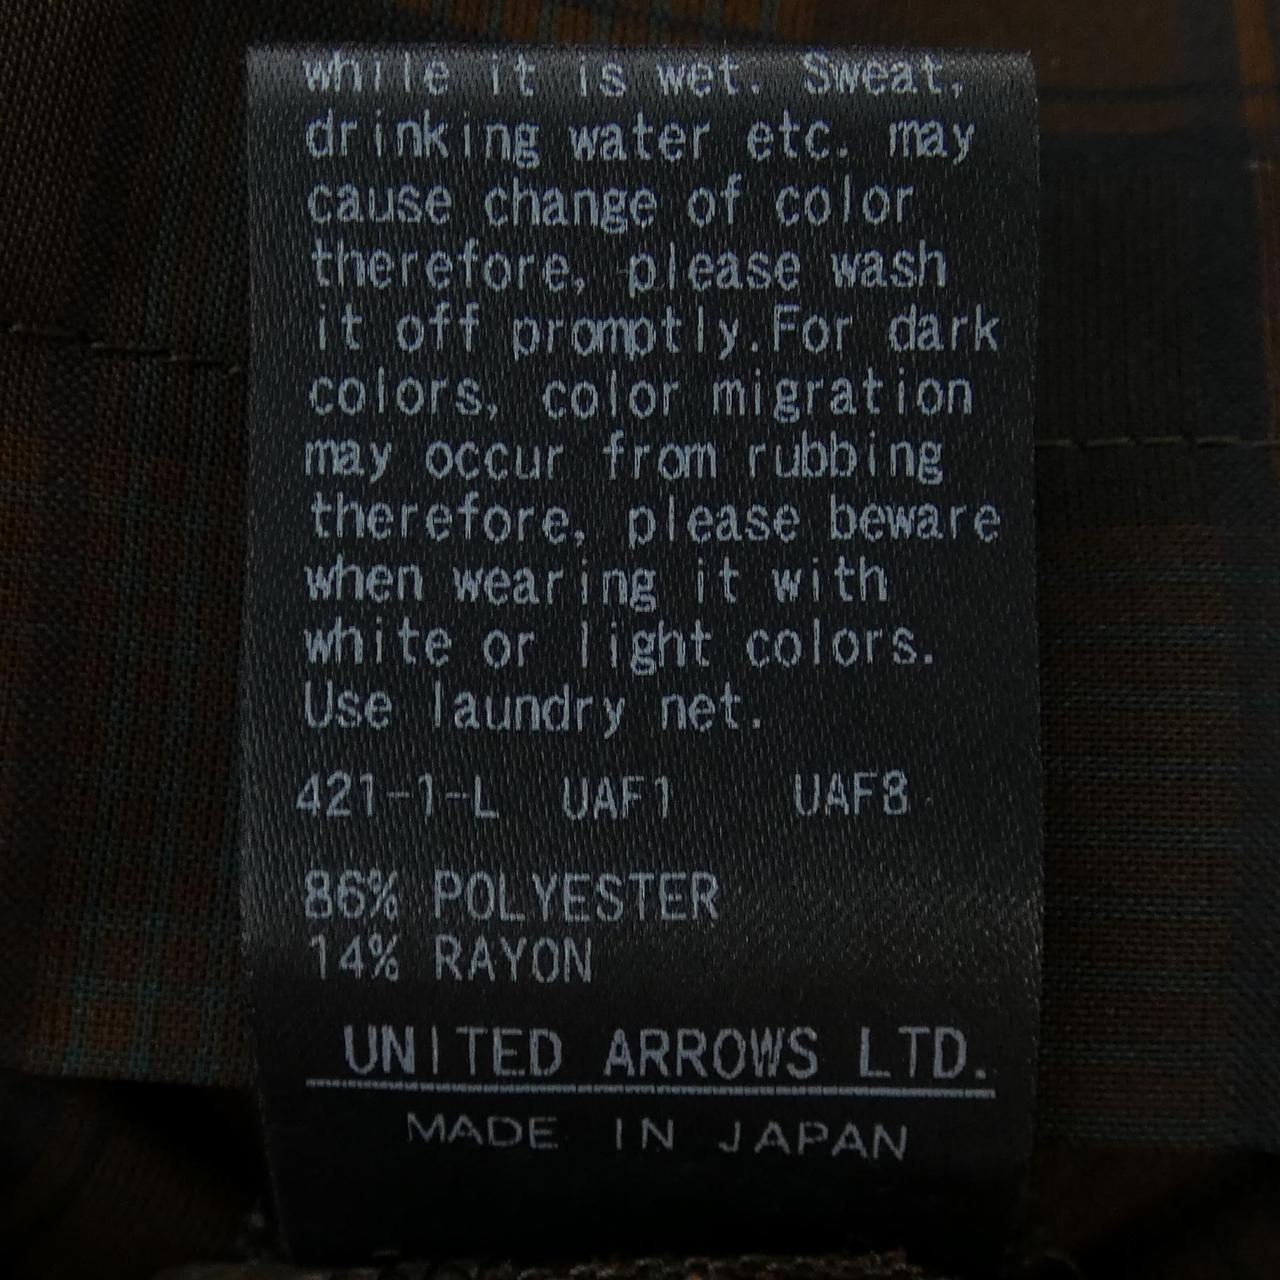 while it is wet. Sweat,
drinking water etc. may
cause change of color
therefore, please wash
it off promptly.For dark
colors, color migration
may occur from rubbing
therefore, please beware
when wearing it with
white or light colors.
Use laundry net.
421-1-L UAF1 UAF8
86% POLYESTER
14% RAYON
UNITED ARROWS LTD.
MADE IN JAPAN